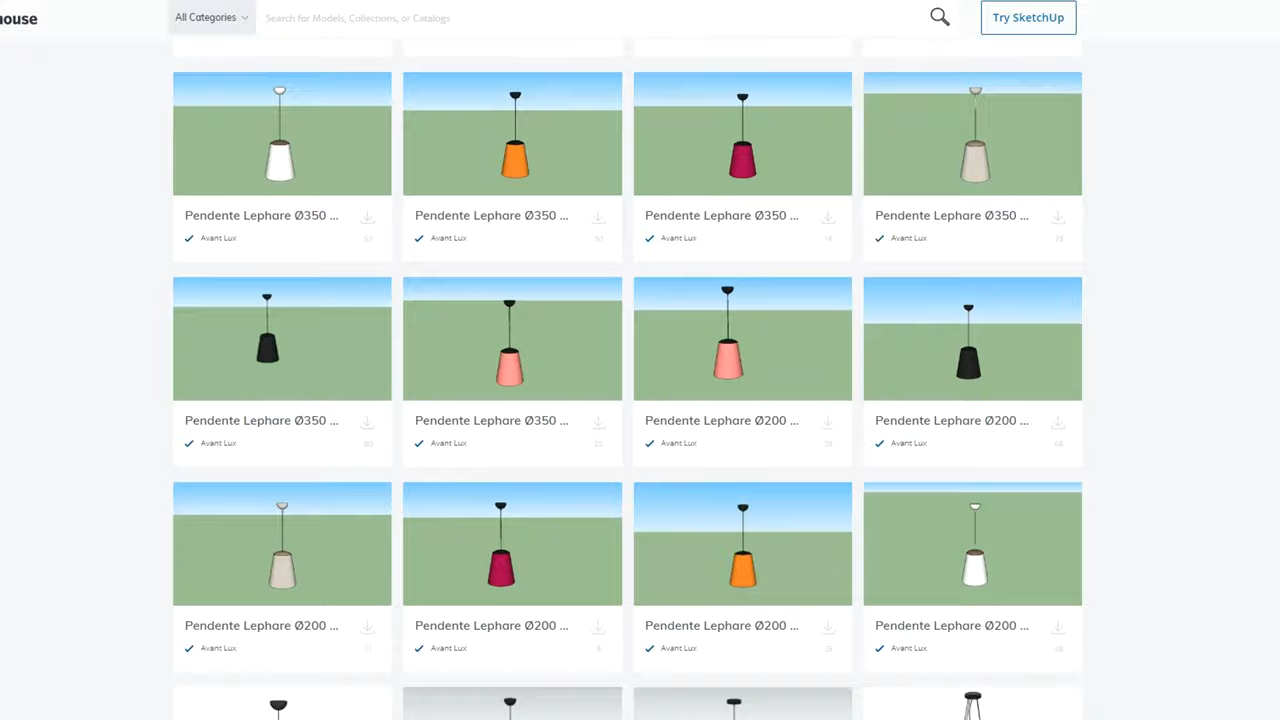 house
All Categories
Search for Models, Collections, or Catalogs
Try SketchUp
Pendente Lephare Ø350 ...
Avant Lux
Pendente Lephare Ø350 ...
Avant Lux
Pendente Lephare Ø350 ...
Avant Lux
Pendente Lephare Ø350 ...
Avant Lux
Pendente Lephare Ø350 ...
Avant Lux
Pendente Lephare Ø350 ...
Avant Lux
Pendente Lephare Ø200 ...
Avant Lux
Pendente Lephare Ø200 ...
Avant Lux
Pendente Lephare Ø200 ...
Avant Lux
Pendente Lephare Ø200 ...
Avant Lux
Pendente Lephare Ø200 ...
Avant Lux
Pendente Lephare Ø200 ...
Avant Lux